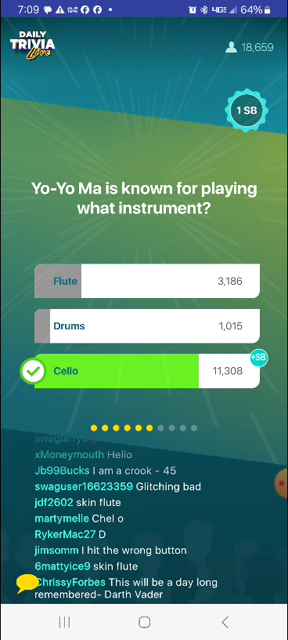 7:09
4G
64%
DAILY
TRIVIA
Live
18,659
1 SB
Yo-Yo Ma is known for playing
what instrument?
Flute 3,186
Drums 1,015
+SB
Cello 11,308
xMoneymouth Hello
Jb99Bucks I am a crook - 45
swaguser16623359 Glitching bad
jdf2602 skin flute
martymelle Chel o
RykerMac27 D
jimsomm I hit the wrong button
6mattyice9 skin flute
ChrissyForbes This will be a day long
remembered- Darth Vader